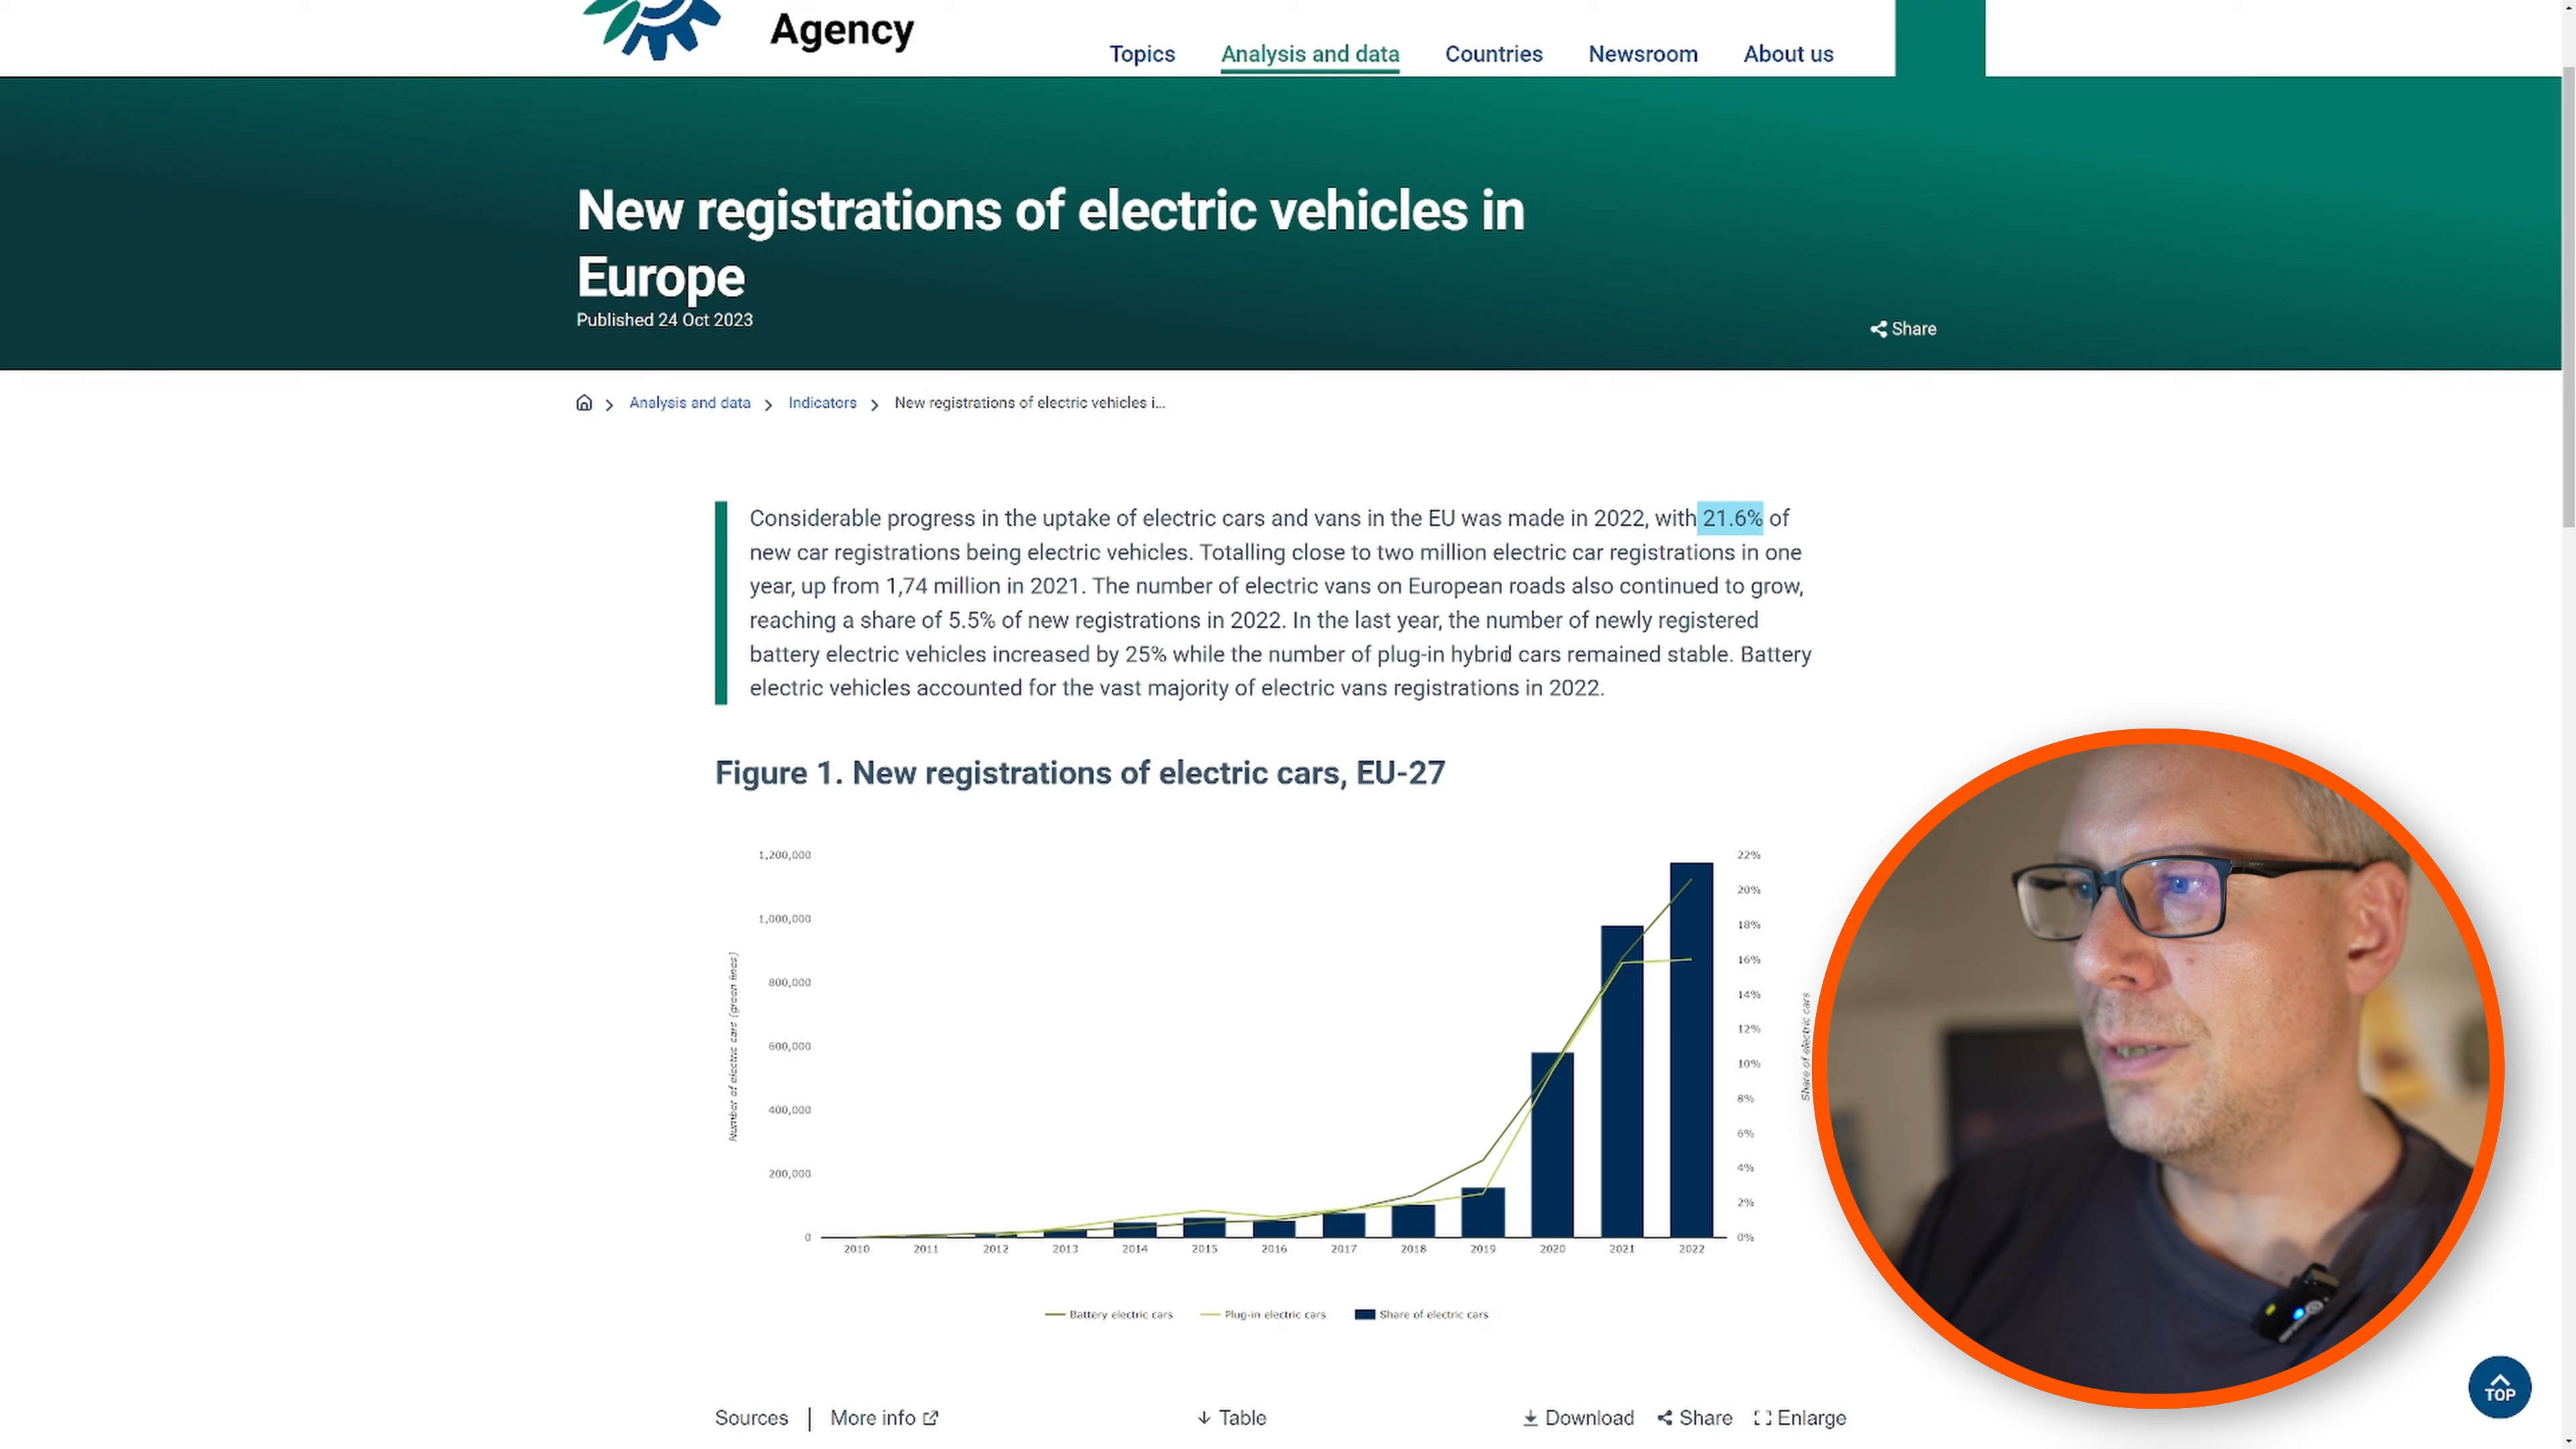 Agency
Topics
Analysis and data
Countries
Newsroom
About us
New registrations of electric vehicles in
Europe
Published 24 Oct 2023
Share
Analysis and data
Indicators
New registrations of electric vehicles i...
Considerable progress in the uptake of electric cars and vans in the EU was made in 2022, with 21.6% of
new car registrations being electric vehicles. Totalling close to two million electric car registrations in one
year, up from 1,74 million in 2021. The number of electric vans on European roads also continued to grow,
reaching a share of 5.5% of new registrations in 2022. In the last year, the number of newly registered
battery electric vehicles increased by 25% while the number of plug-in hybrid cars remained stable. Battery
electric vehicles accounted for the vast majority of electric vans registrations in 2022.
Figure 1. New registrations of electric cars, EU-27
Number of electric cars (green lines)
1,200,000
1,000,000
800,000
600,000
400,000
200,000
0
22%
20%
18%
16%
14%
12%
10%
8%
6%
4%
2%
0%
Share of electric cars
2010
2011
2012
2013
2014
2015
2016
2017
2018
2019
2020
2021
2022
Battery electric cars
Plug-in electric cars
Share of electric cars
Sources
More info
Table
Download
Share
Enlarge
TOP